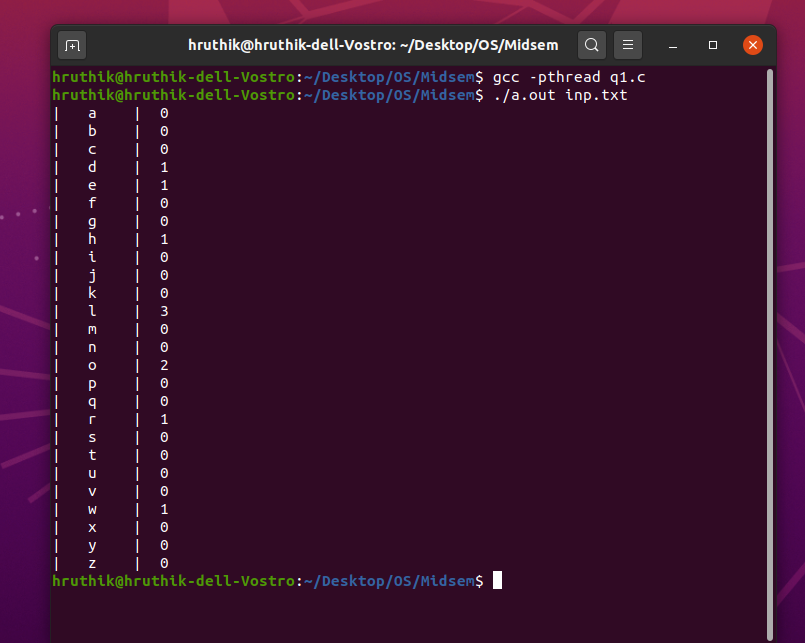 hruthik@hruthik-dell-Vostro: ~/Desktop/OS/Midsem
hruthik@hruthik-dell-Vostro:~/Desktop/OS/Midsem$ gcc -pthread q1.c
hruthik@hruthik-dell-Vostro:~/Desktop/OS/Midsem$ ./a.out inp.txt
|   a    |  0
|   b    |  0
|   c    |  0
|   d    |  1
|   e    |  1
|   f    |  0
|   g    |  0
|   h    |  1
|   i    |  0
|   j    |  0
|   k    |  0
|   l    |  3
|   m    |  0
|   n    |  0
|   o    |  2
|   p    |  0
|   q    |  0
|   r    |  1
|   s    |  0
|   t    |  0
|   u    |  0
|   v    |  0
|   w    |  1
|   x    |  0
|   y    |  0
|   z    |  0
hruthik@hruthik-dell-Vostro:~/Desktop/OS/Midsem$